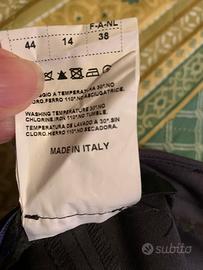 F-A-NL
44 14 38
LAVAGGIO A TEMPERATURA 30°.NO
CLORO.FERRO 110°.NO ASCIUGATRICE.
WASHING TEMPERATURE 30°.NO
CHLORINE.IRON 110°.NO TUMBLE.
TEMPERATURA DE LAVADO A 30°.SIN
CLORO.HIERRO 110°.NO SECADORA.
MADE IN ITALY
subito